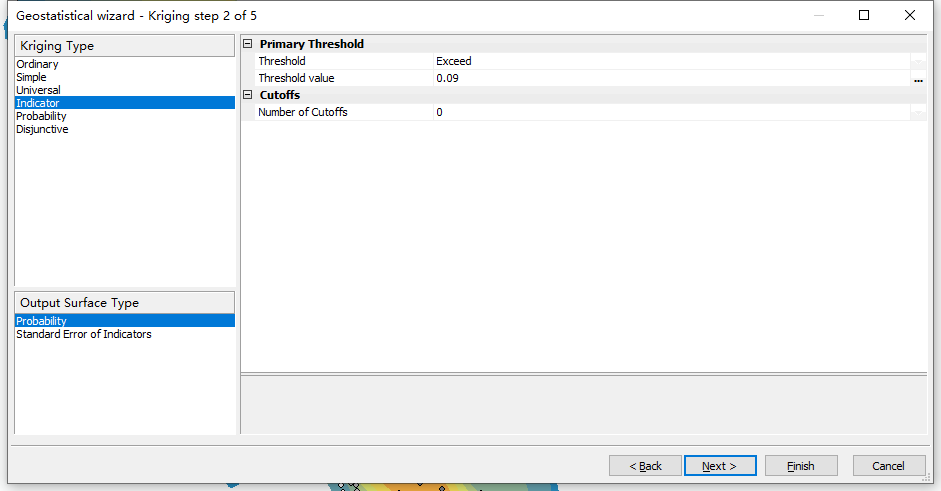 Geostatistical wizard - Kriging step 2 of 5
Kriging Type
Ordinary
Simple
Universal
Indicator
Probability
Disjunctive
Output Surface Type
Probability
Standard Error of Indicators
Primary Threshold
Threshold Exceed
Threshold value 0.09 ...
Cutoffs
Number of Cutoffs 0
< Back Next > Finish Cancel